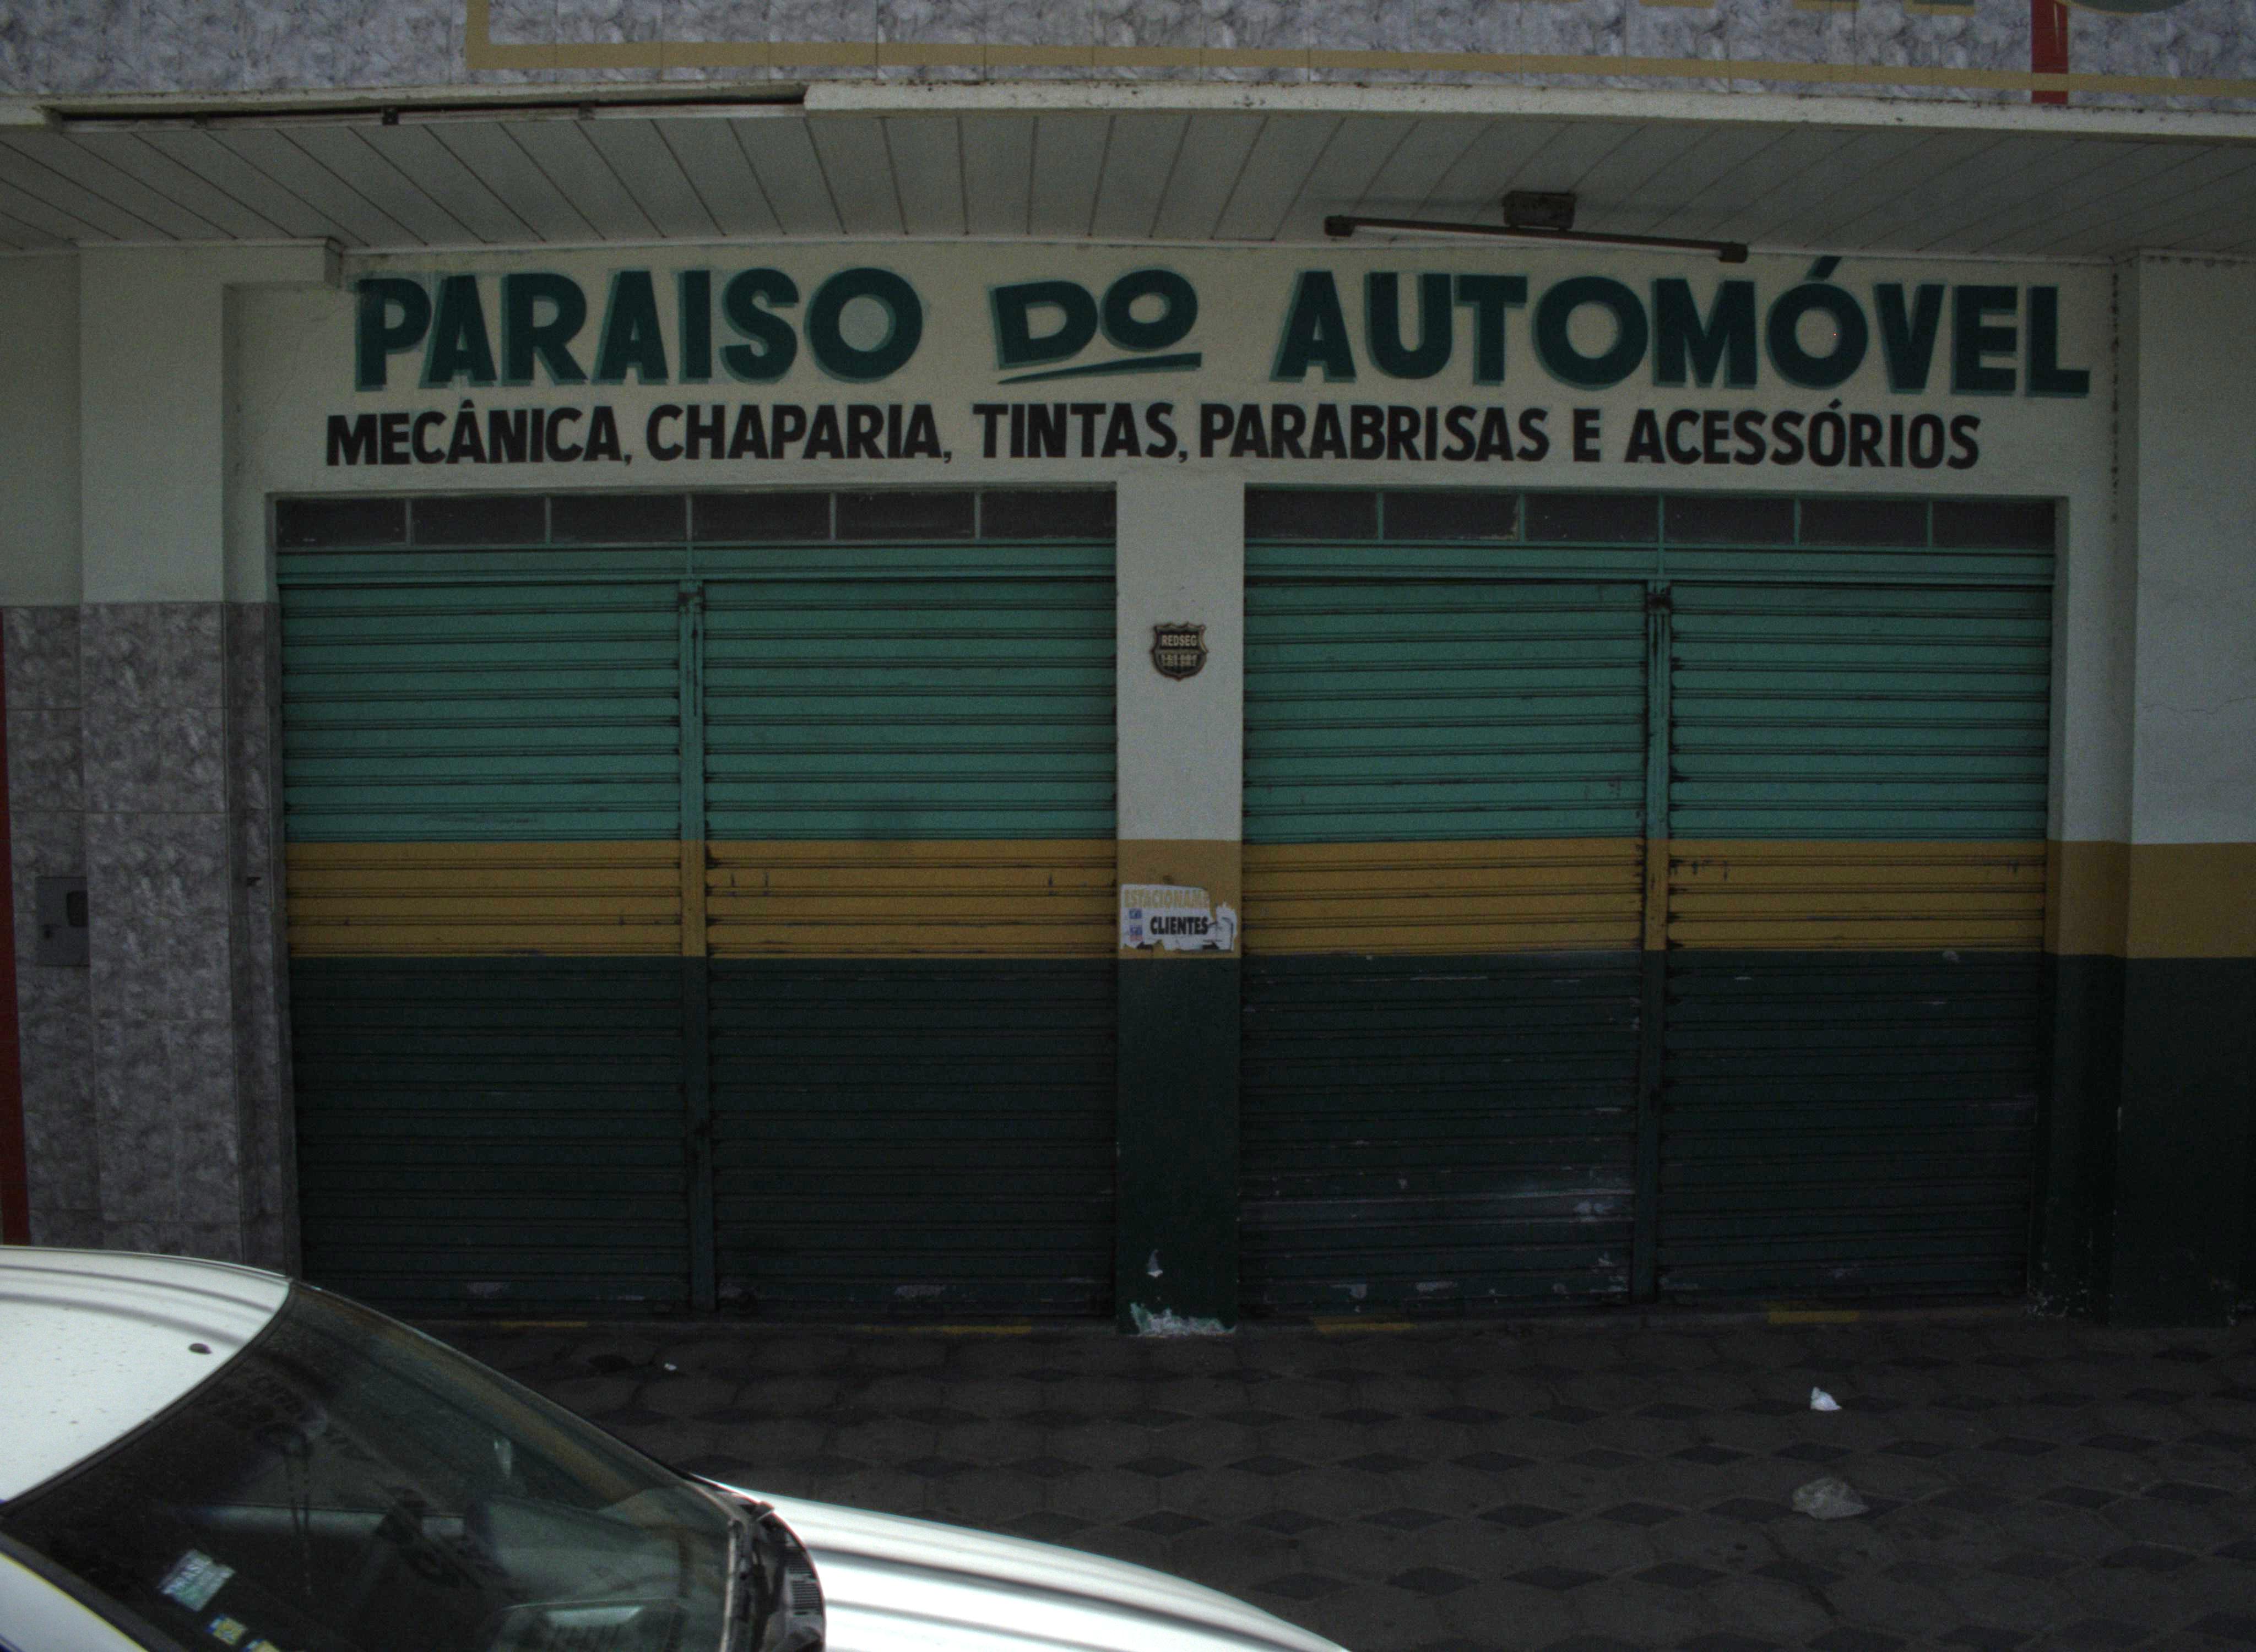 PARAISO DO AUTOMÓVEL
MECÂNICA, CHAPARIA, TINTAS, PARABRISAS E ACESSÓRIOS
REDSEG
CLIENTES